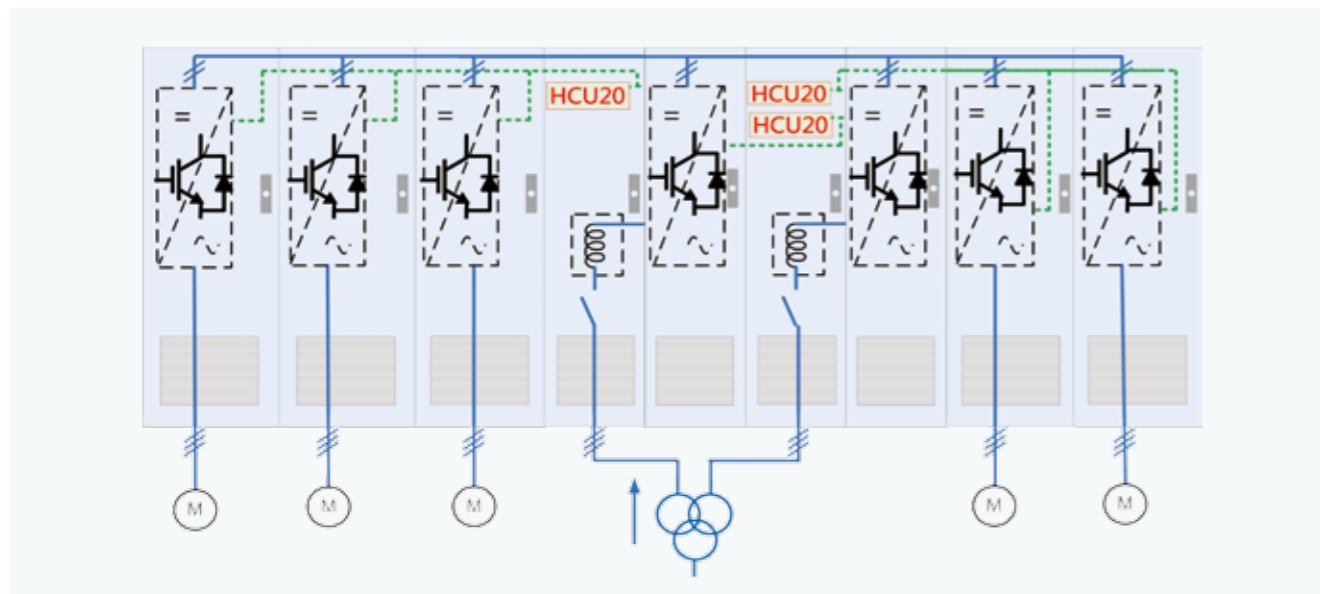 HCU20
HCU20
HCU20
=
=
=
=
=
=
=
M
M
M
M
M